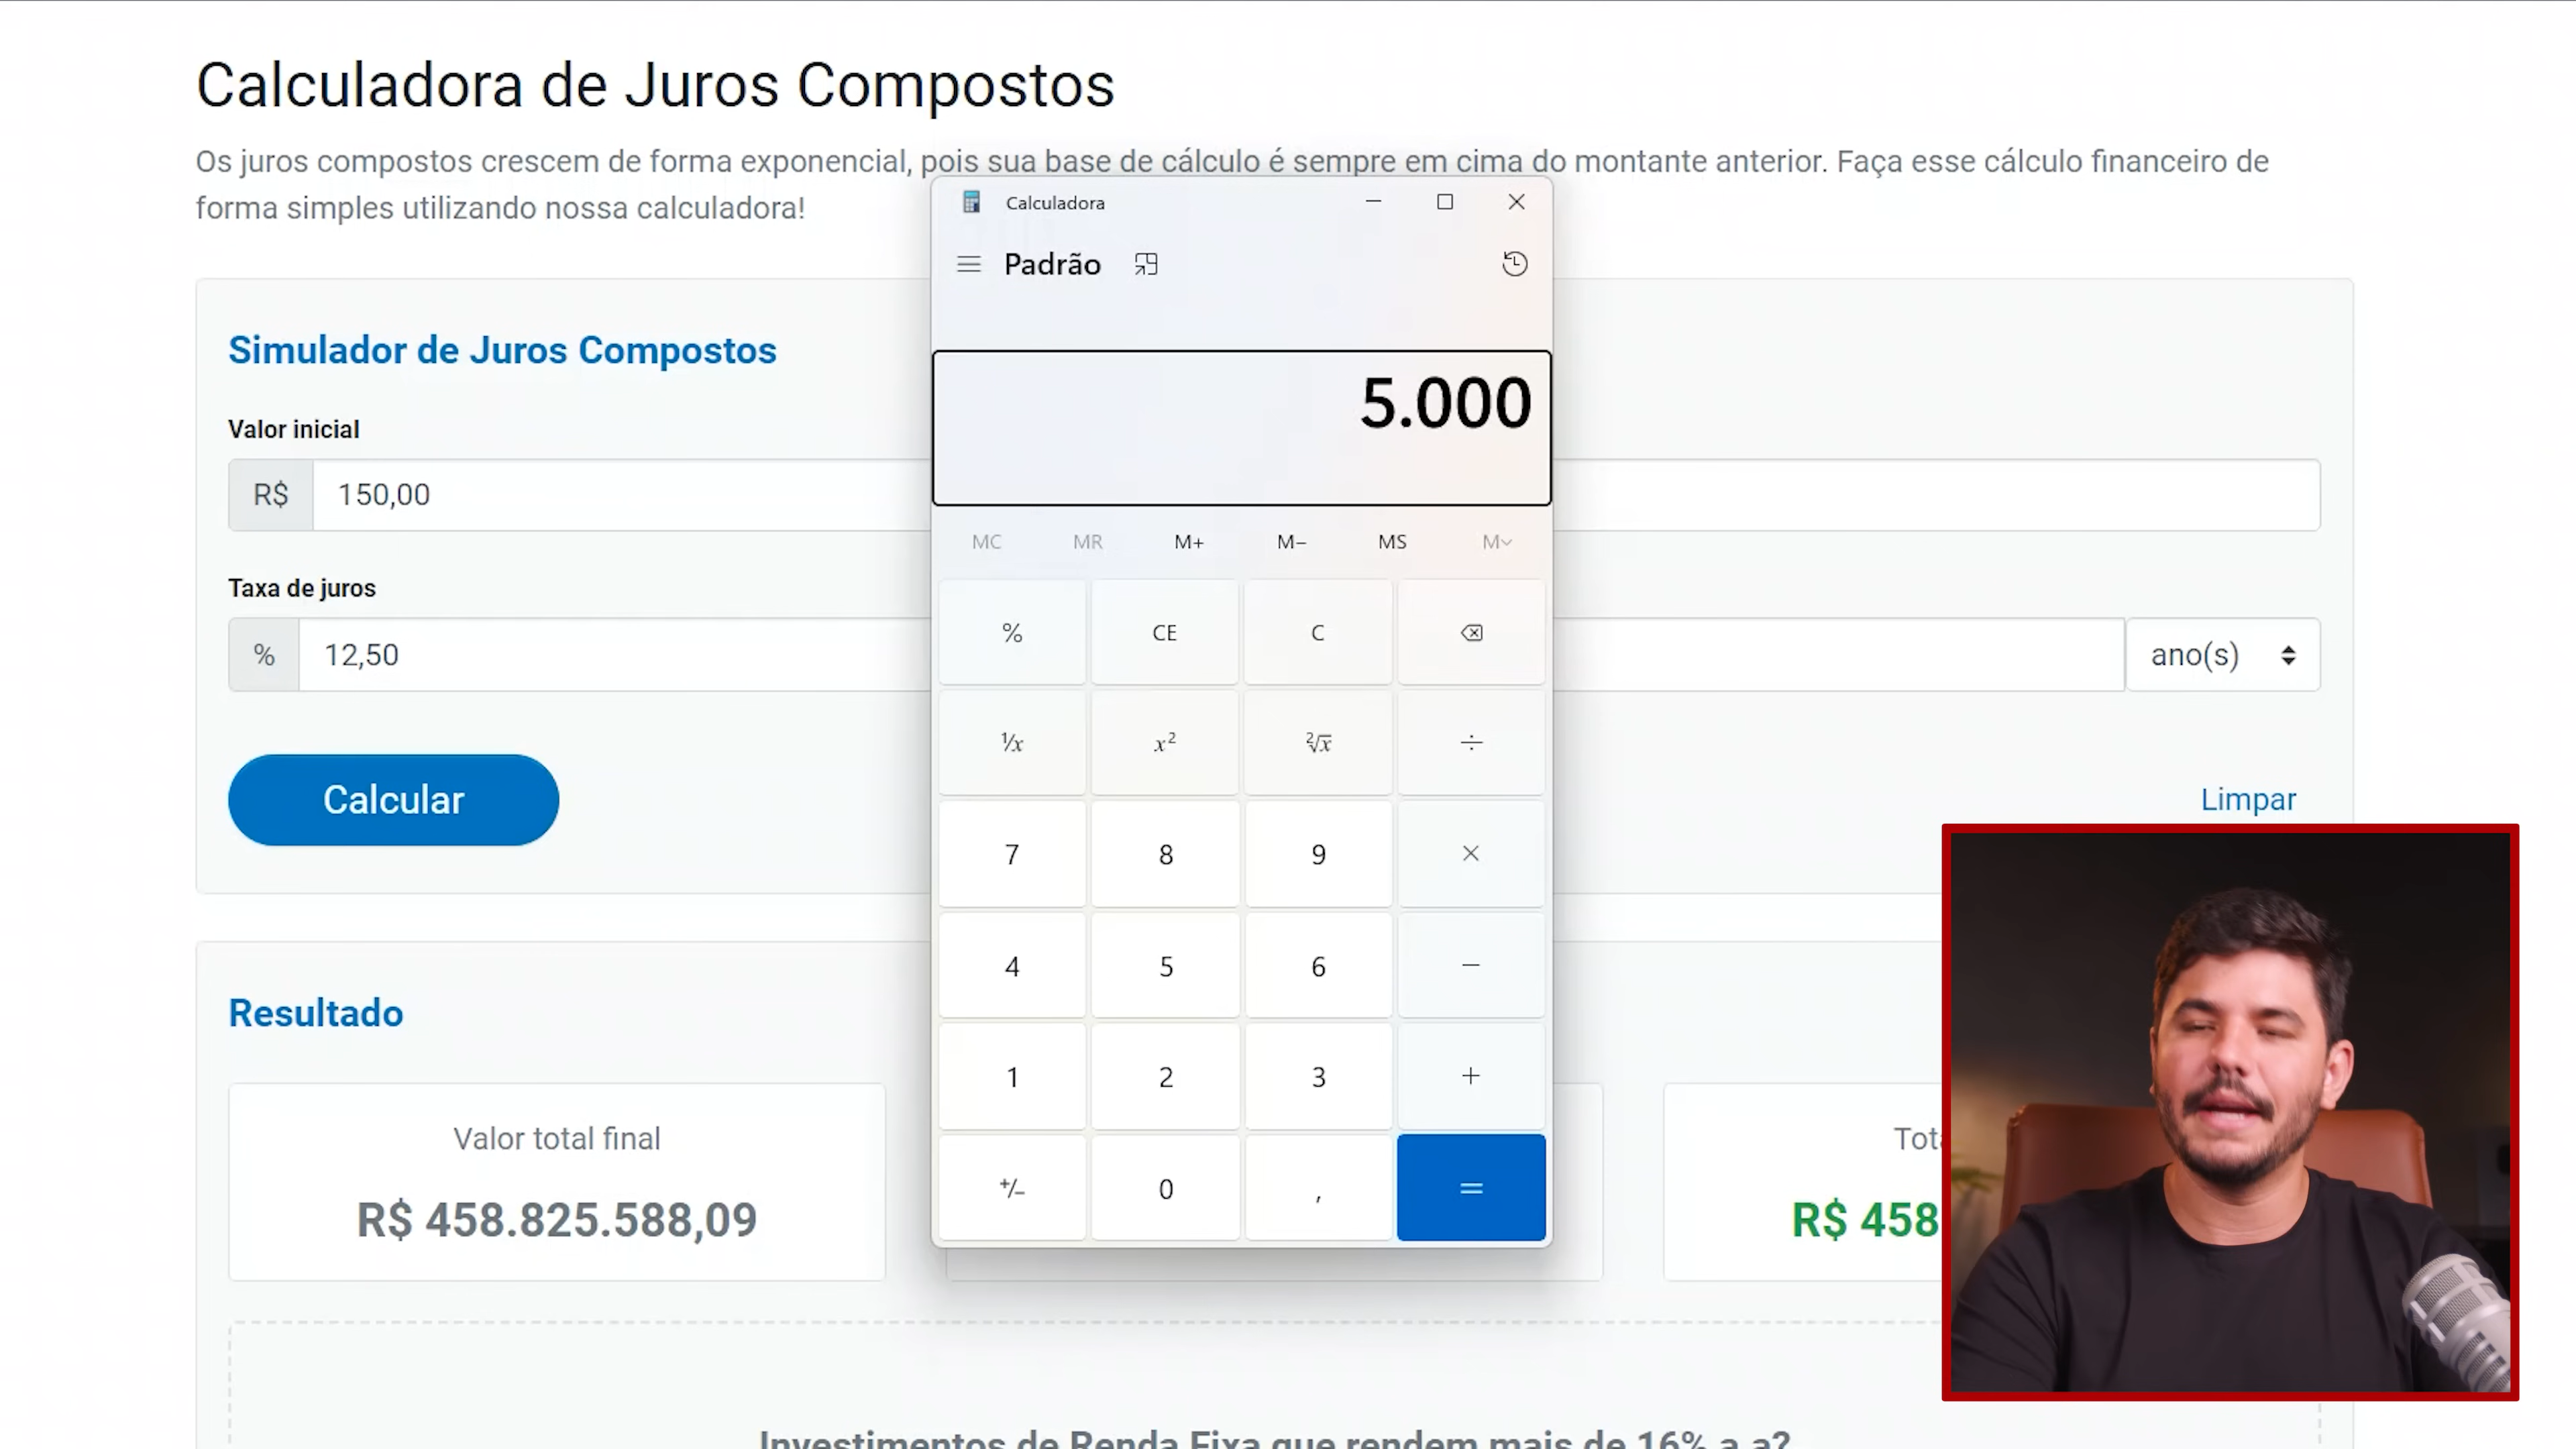 Calculadora de Juros Compostos
Os juros compostos crescem de forma exponencial, pois sua base de cálculo é sempre em cima do montante anterior. Faça esse cálculo financeiro de
forma simples utilizando nossa calculadora!
Simulador de Juros Compostos
Valor inicial
R$ 150,00
Taxa de juros
% 12,50
ano(s)
Calcular
Limpar
Resultado
Valor total final
R$ 458.825.588,09
R$ 458
Calculadora
Padrão
5.000
MC MR M+ M− MS M
% CE C
1/x x² ²√x ÷
7 8 9 ×
4 5 6 −
1 2 3 +
+/− 0 , =
Investimentos de Renda Fixa que rendem mais de 16% a.a?